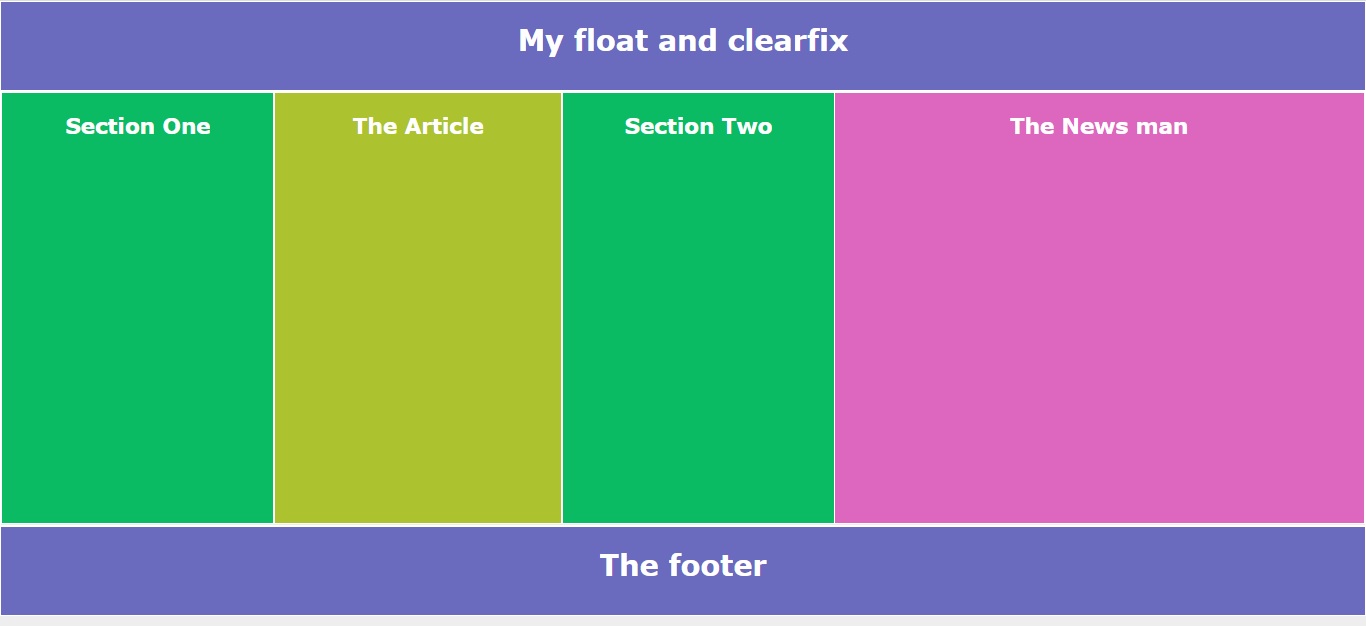 My float and clearfix
Section One
The Article
Section Two
The News man
The footer